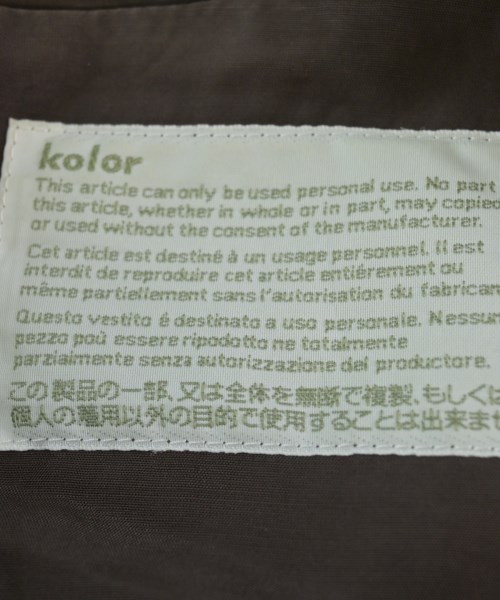 kolor
This article can only be used personal use. No part
this article, whether in whole or in part, may copied
or used without the consent of the manufacturer.
Cet article est destiné à un usage personnel. Il est
interdit de reproduire cet article entiérement ou
même partiellement sans l'autorisation du fabrican
Questo vestito é destinato a uso personale. Nessun
pezzo paù essere ripodotto ne totalmente
parzialmente senza autorizzazione del productore.
この製品の一部、又は全体を無断で複製、もしくは
個人の着用以外の目的で使用することは出来ませ